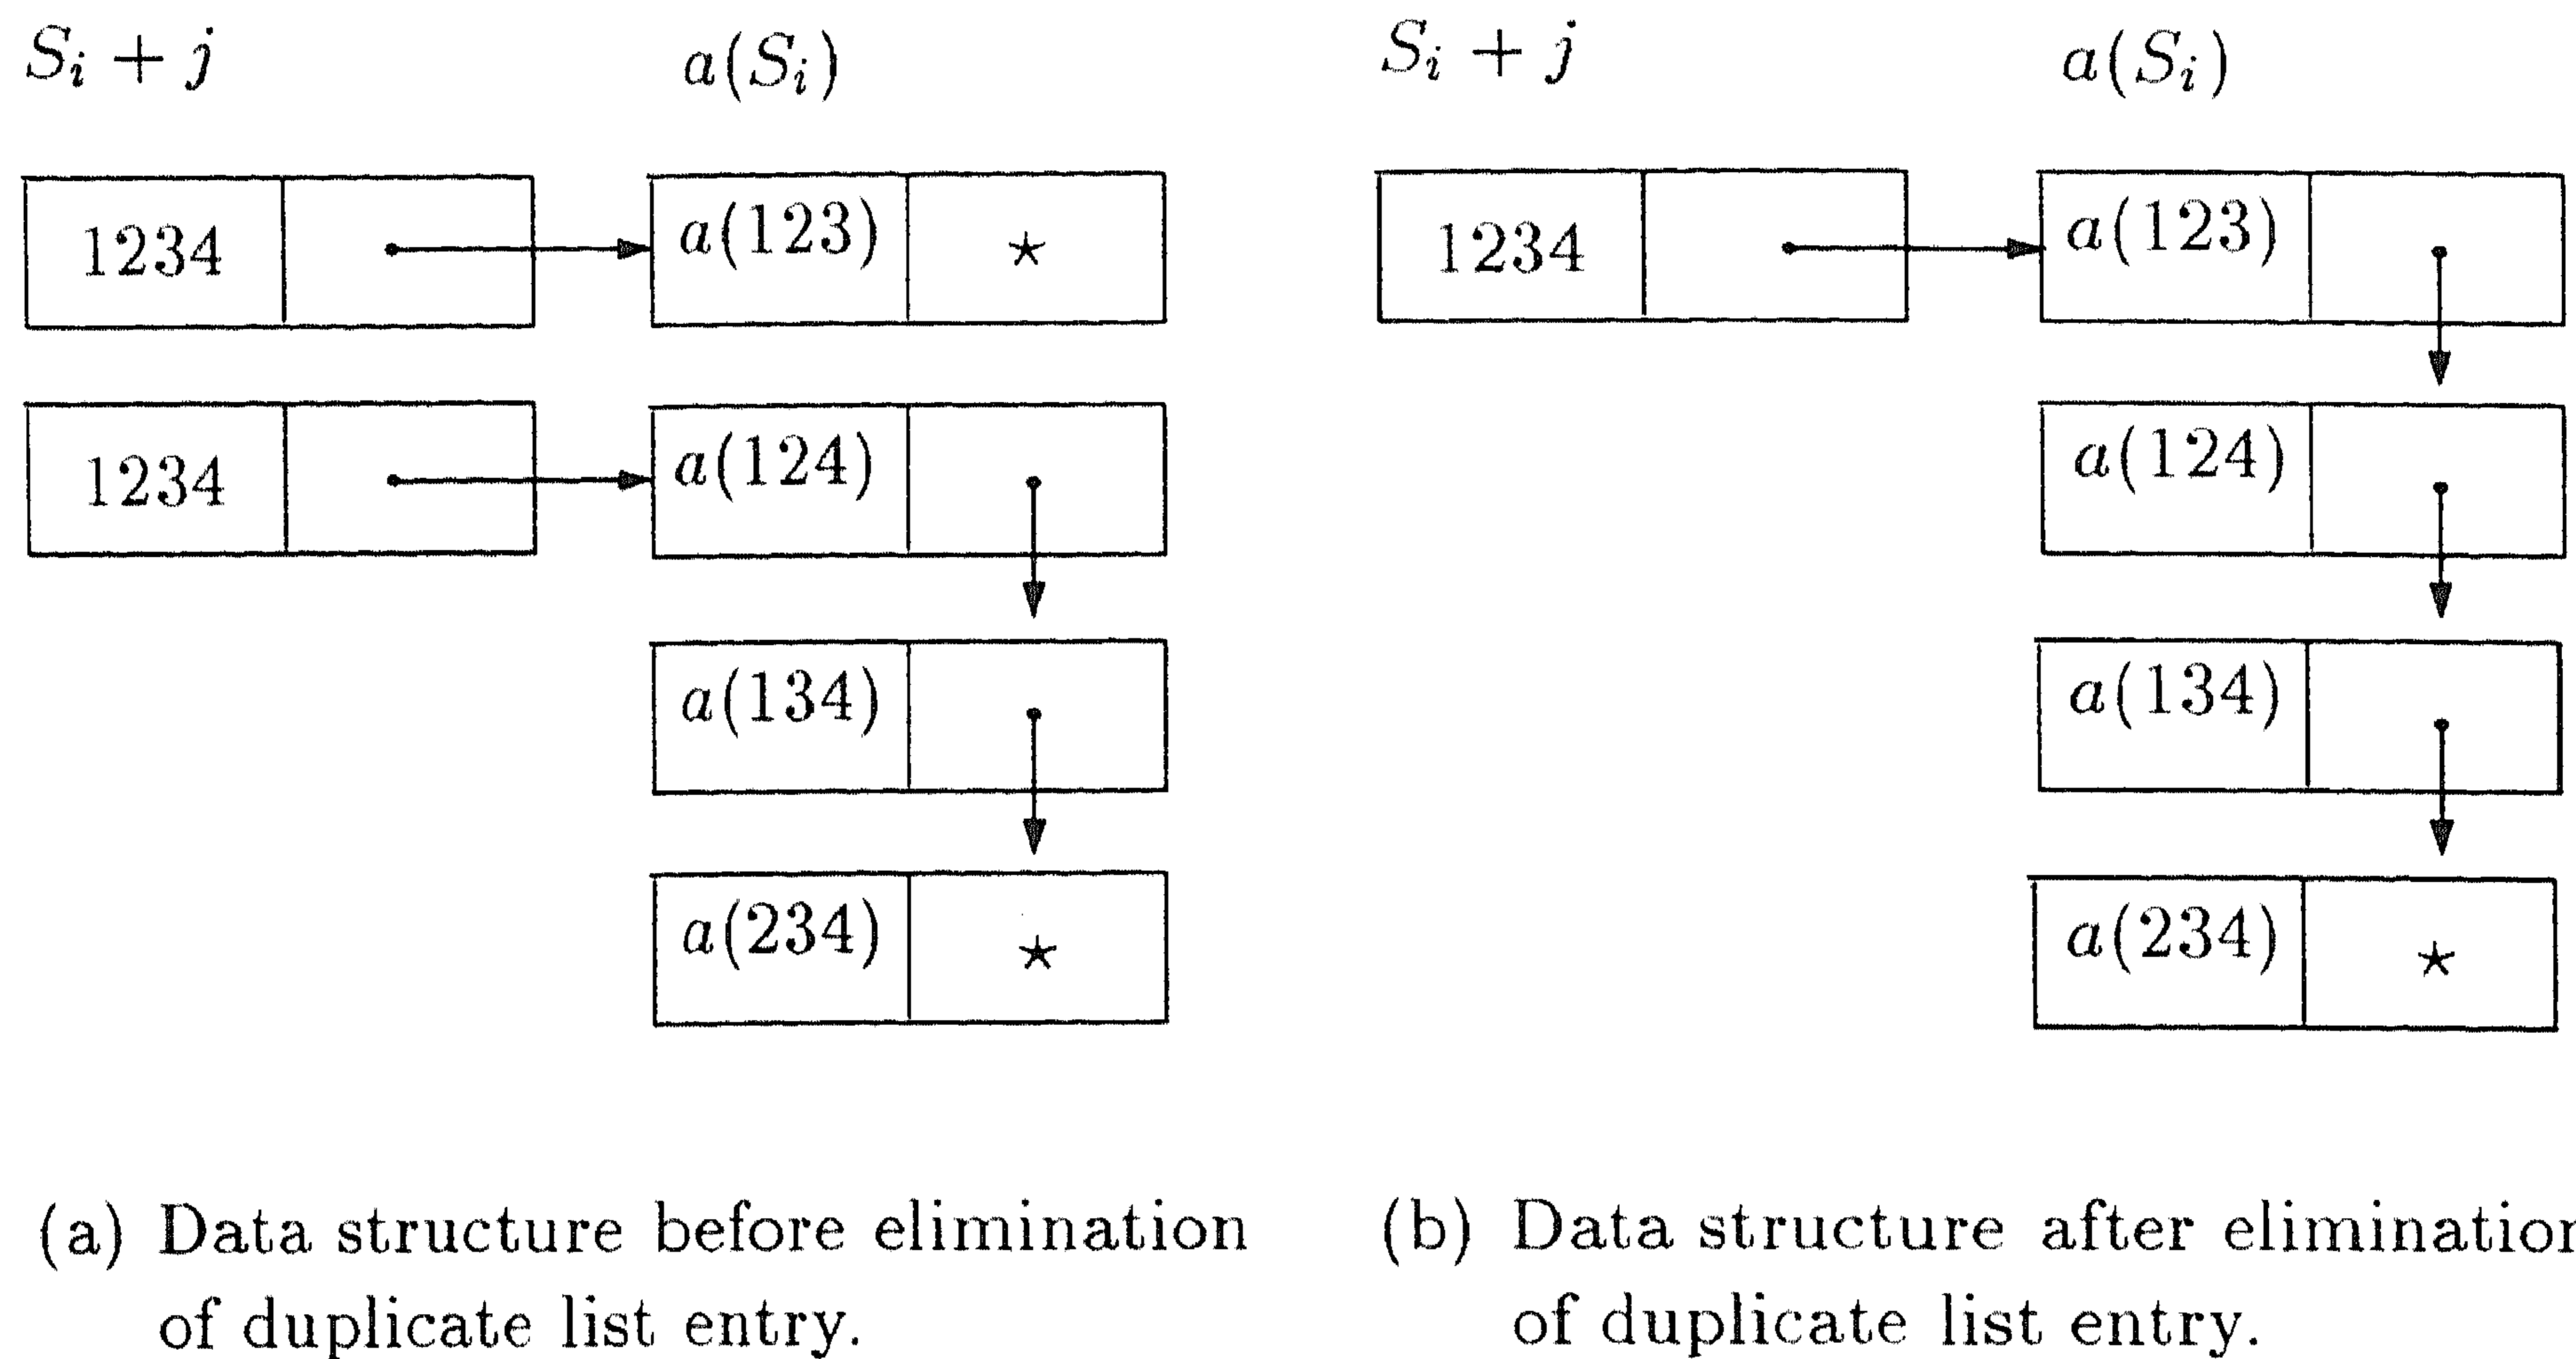 S_i + j a(S_i) S_i + j a(S_i)
1234 a(123) ⋆ 1234 a(123)
1234 a(124) a(124)
a(134) a(134)
a(234) ⋆ a(234) ⋆
(a) Data structure before elimination
of duplicate list entry.
(b) Data structure after elimination
of duplicate list entry.